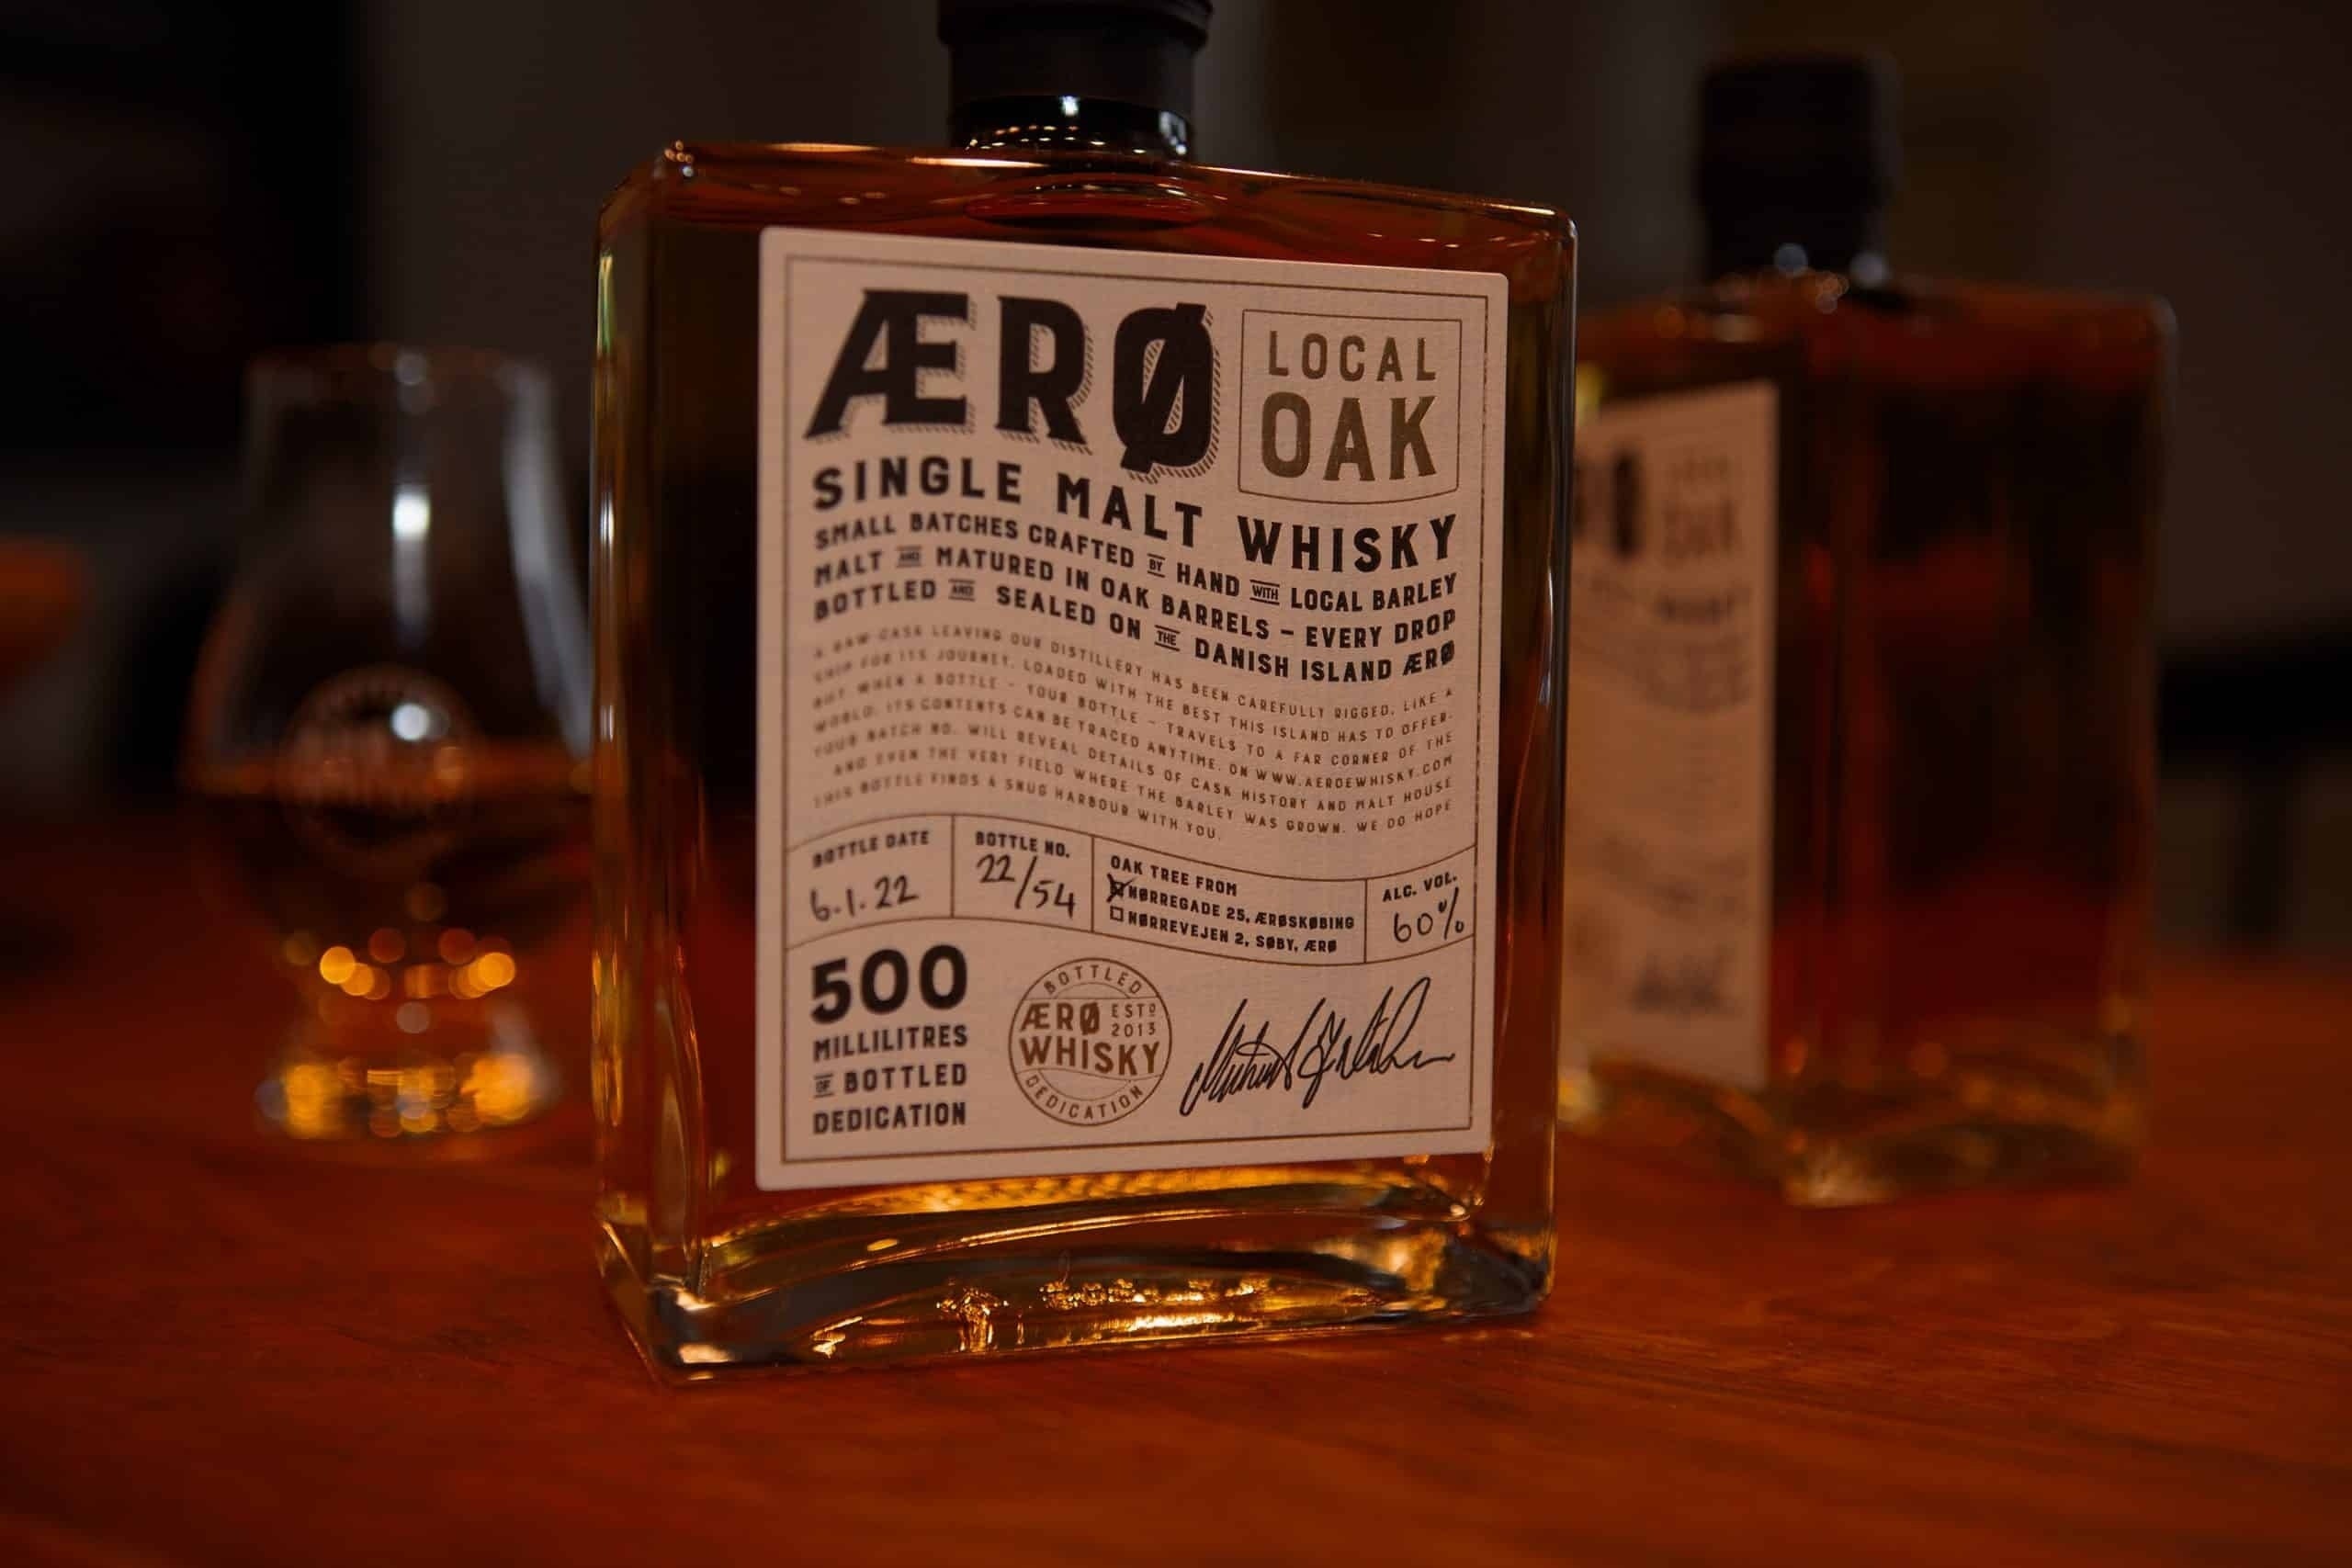 ÆRØ
LOCAL
OAK
SINGLE MALT WHISKY
SMALL BATCHES CRAFTED BY HAND WITH LOCAL BARLEY
MALT AND MATURED IN OAK BARRELS – EVERY DROP
BOTTLED AND SEALED ON THE DANISH ISLAND ÆRØ
A RAW CASK LEAVING OUR DISTILLERY HAS BEEN CAREFULLY RIGGED, LIKE A
SHIP FOR ITS JOURNEY, LOADED WITH THE BEST THIS ISLAND HAS TO OFFER.
BUT WHEN A BOTTLE – YOUR BOTTLE – TRAVELS TO A FAR CORNER OF THE
WORLD, ITS CONTENTS CAN BE TRACED ANYTIME. ON WWW.AEROEWHISKY.COM
YOUR BATCH NO. WILL REVEAL DETAILS OF CASK HISTORY AND MALT HOUSE
AND EVEN THE VERY FIELD WHERE THE BARLEY WAS GROWN. WE DO HOPE
THIS BOTTLE FINDS A SNUG HARBOUR WITH YOU.
BOTTLE DATE
6.1.22
BOTTLE NO.
22/54
OAK TREE FROM
NØRREGADE 25, ÆRØSKØBING
NØRREVEJEN 2, SØBY, ÆRØ
ALC. VOL.
60%
500
MILLILITRES
OF BOTTLED
DEDICATION
BOTTLED
ÆRØ ESTD 2013
WHISKY
DEDICATION
OAK